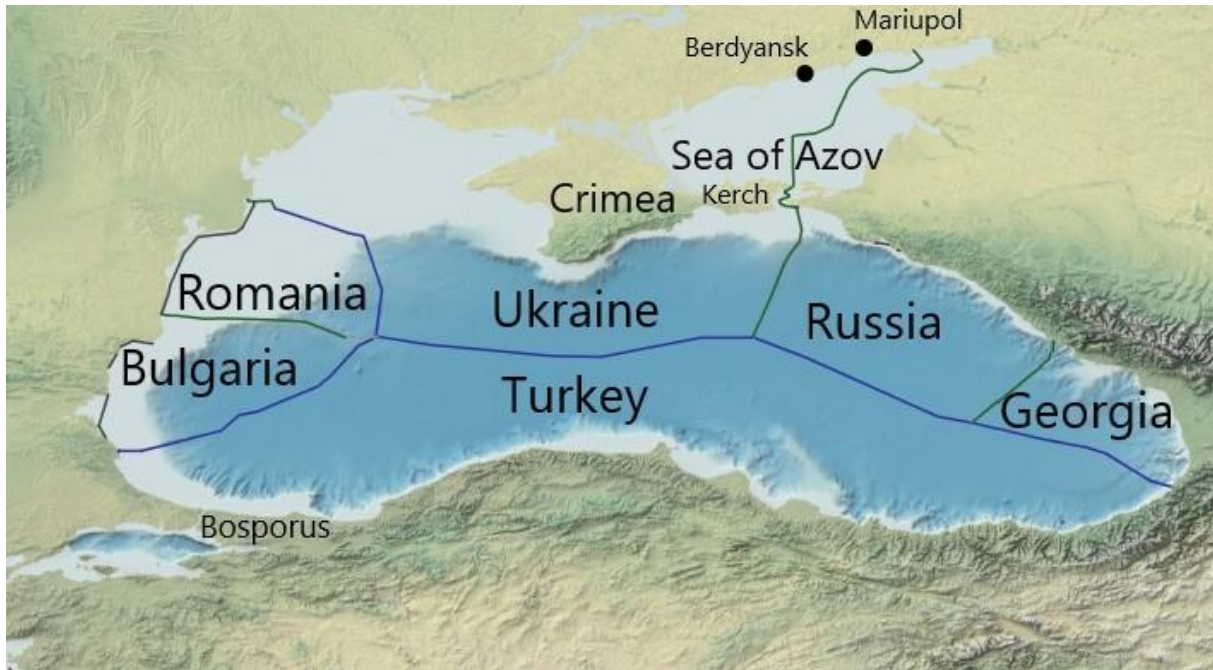 Mariupol
Berdyansk
Sea of Azov
Kerch
Crimea
Romania
Ukraine
Russia
Bulgaria
Turkey
Georgia
Bosporus